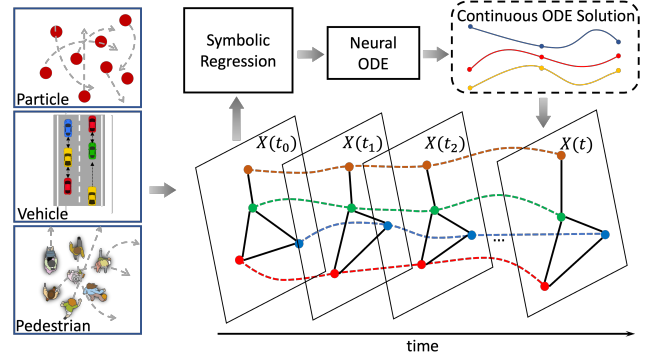 Particle
Vehicle
Pedestrian
Symbolic
Regression
Neural
ODE
Continuous ODE Solution
X(t₀)
X(t₁)
X(t₂)
X(t)
...
time